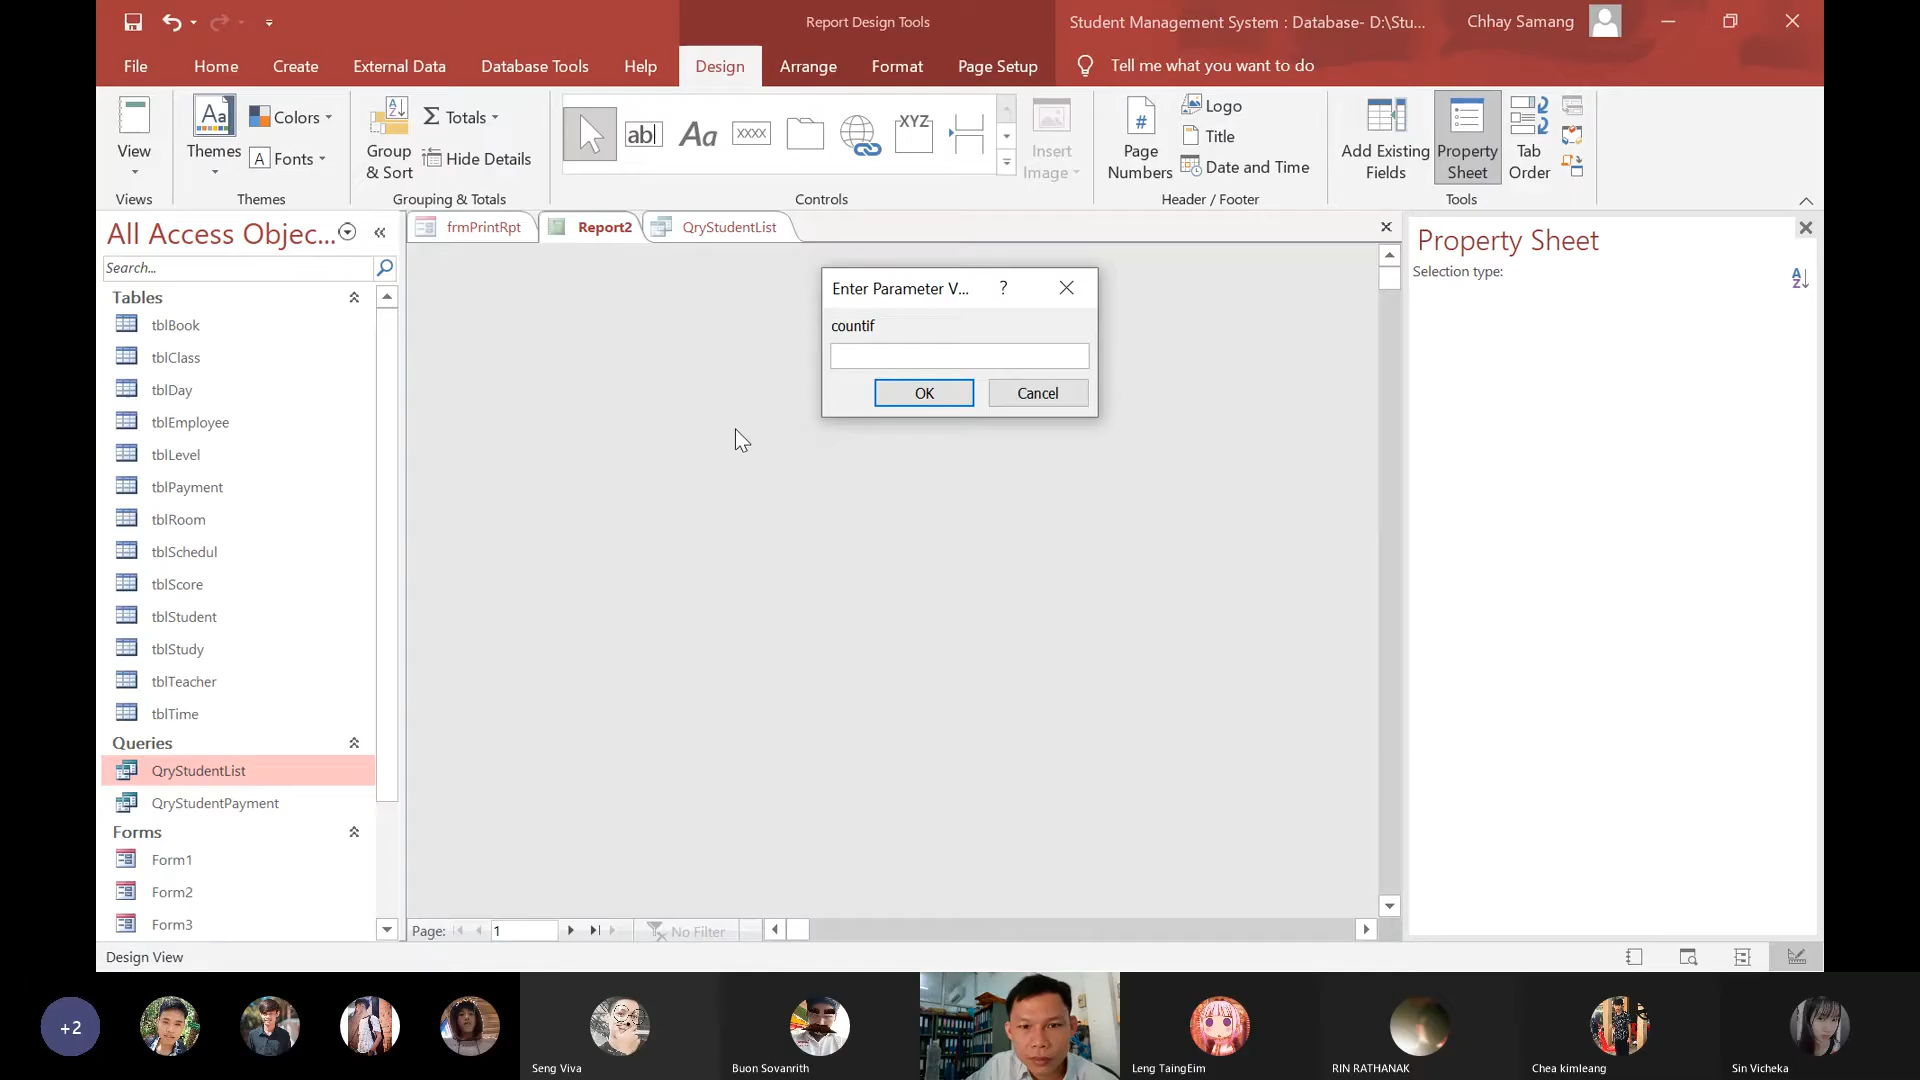 Report Design Tools
Student Management System : Database- D:\Stu...
Chhay Samang
File
Home
Create
External Data
Database Tools
Help
Design
Arrange
Format
Page Setup
Tell me what you want to do
View
Themes
Colors
Fonts
Group
& Sort
Totals
Hide Details
ab|
Aa
XXXX
XYZ
Insert
Image
Page
Numbers
Logo
Title
Date and Time
Add Existing
Fields
Property
Sheet
Tab
Order
Views
Themes
Grouping & Totals
Controls
Header / Footer
Tools
All Access Objec...
Search...
Tables
tblBook
tblClass
tblDay
tblEmployee
tblLevel
tblPayment
tblRoom
tblSchedul
tblScore
tblStudent
tblStudy
tblTeacher
tblTime
Queries
QryStudentList
QryStudentPayment
Forms
Form1
Form2
Form3
frmPrintRpt
Report2
QryStudentList
Enter Parameter V...
?
countif
OK
Cancel
Property Sheet
Selection type:
Page:
1
No Filter
Design View
+2
Seng Viva
Buon Sovanrith
Leng TaingEim
RIN RATHANAK
Chea kimleang
Sin Vicheka